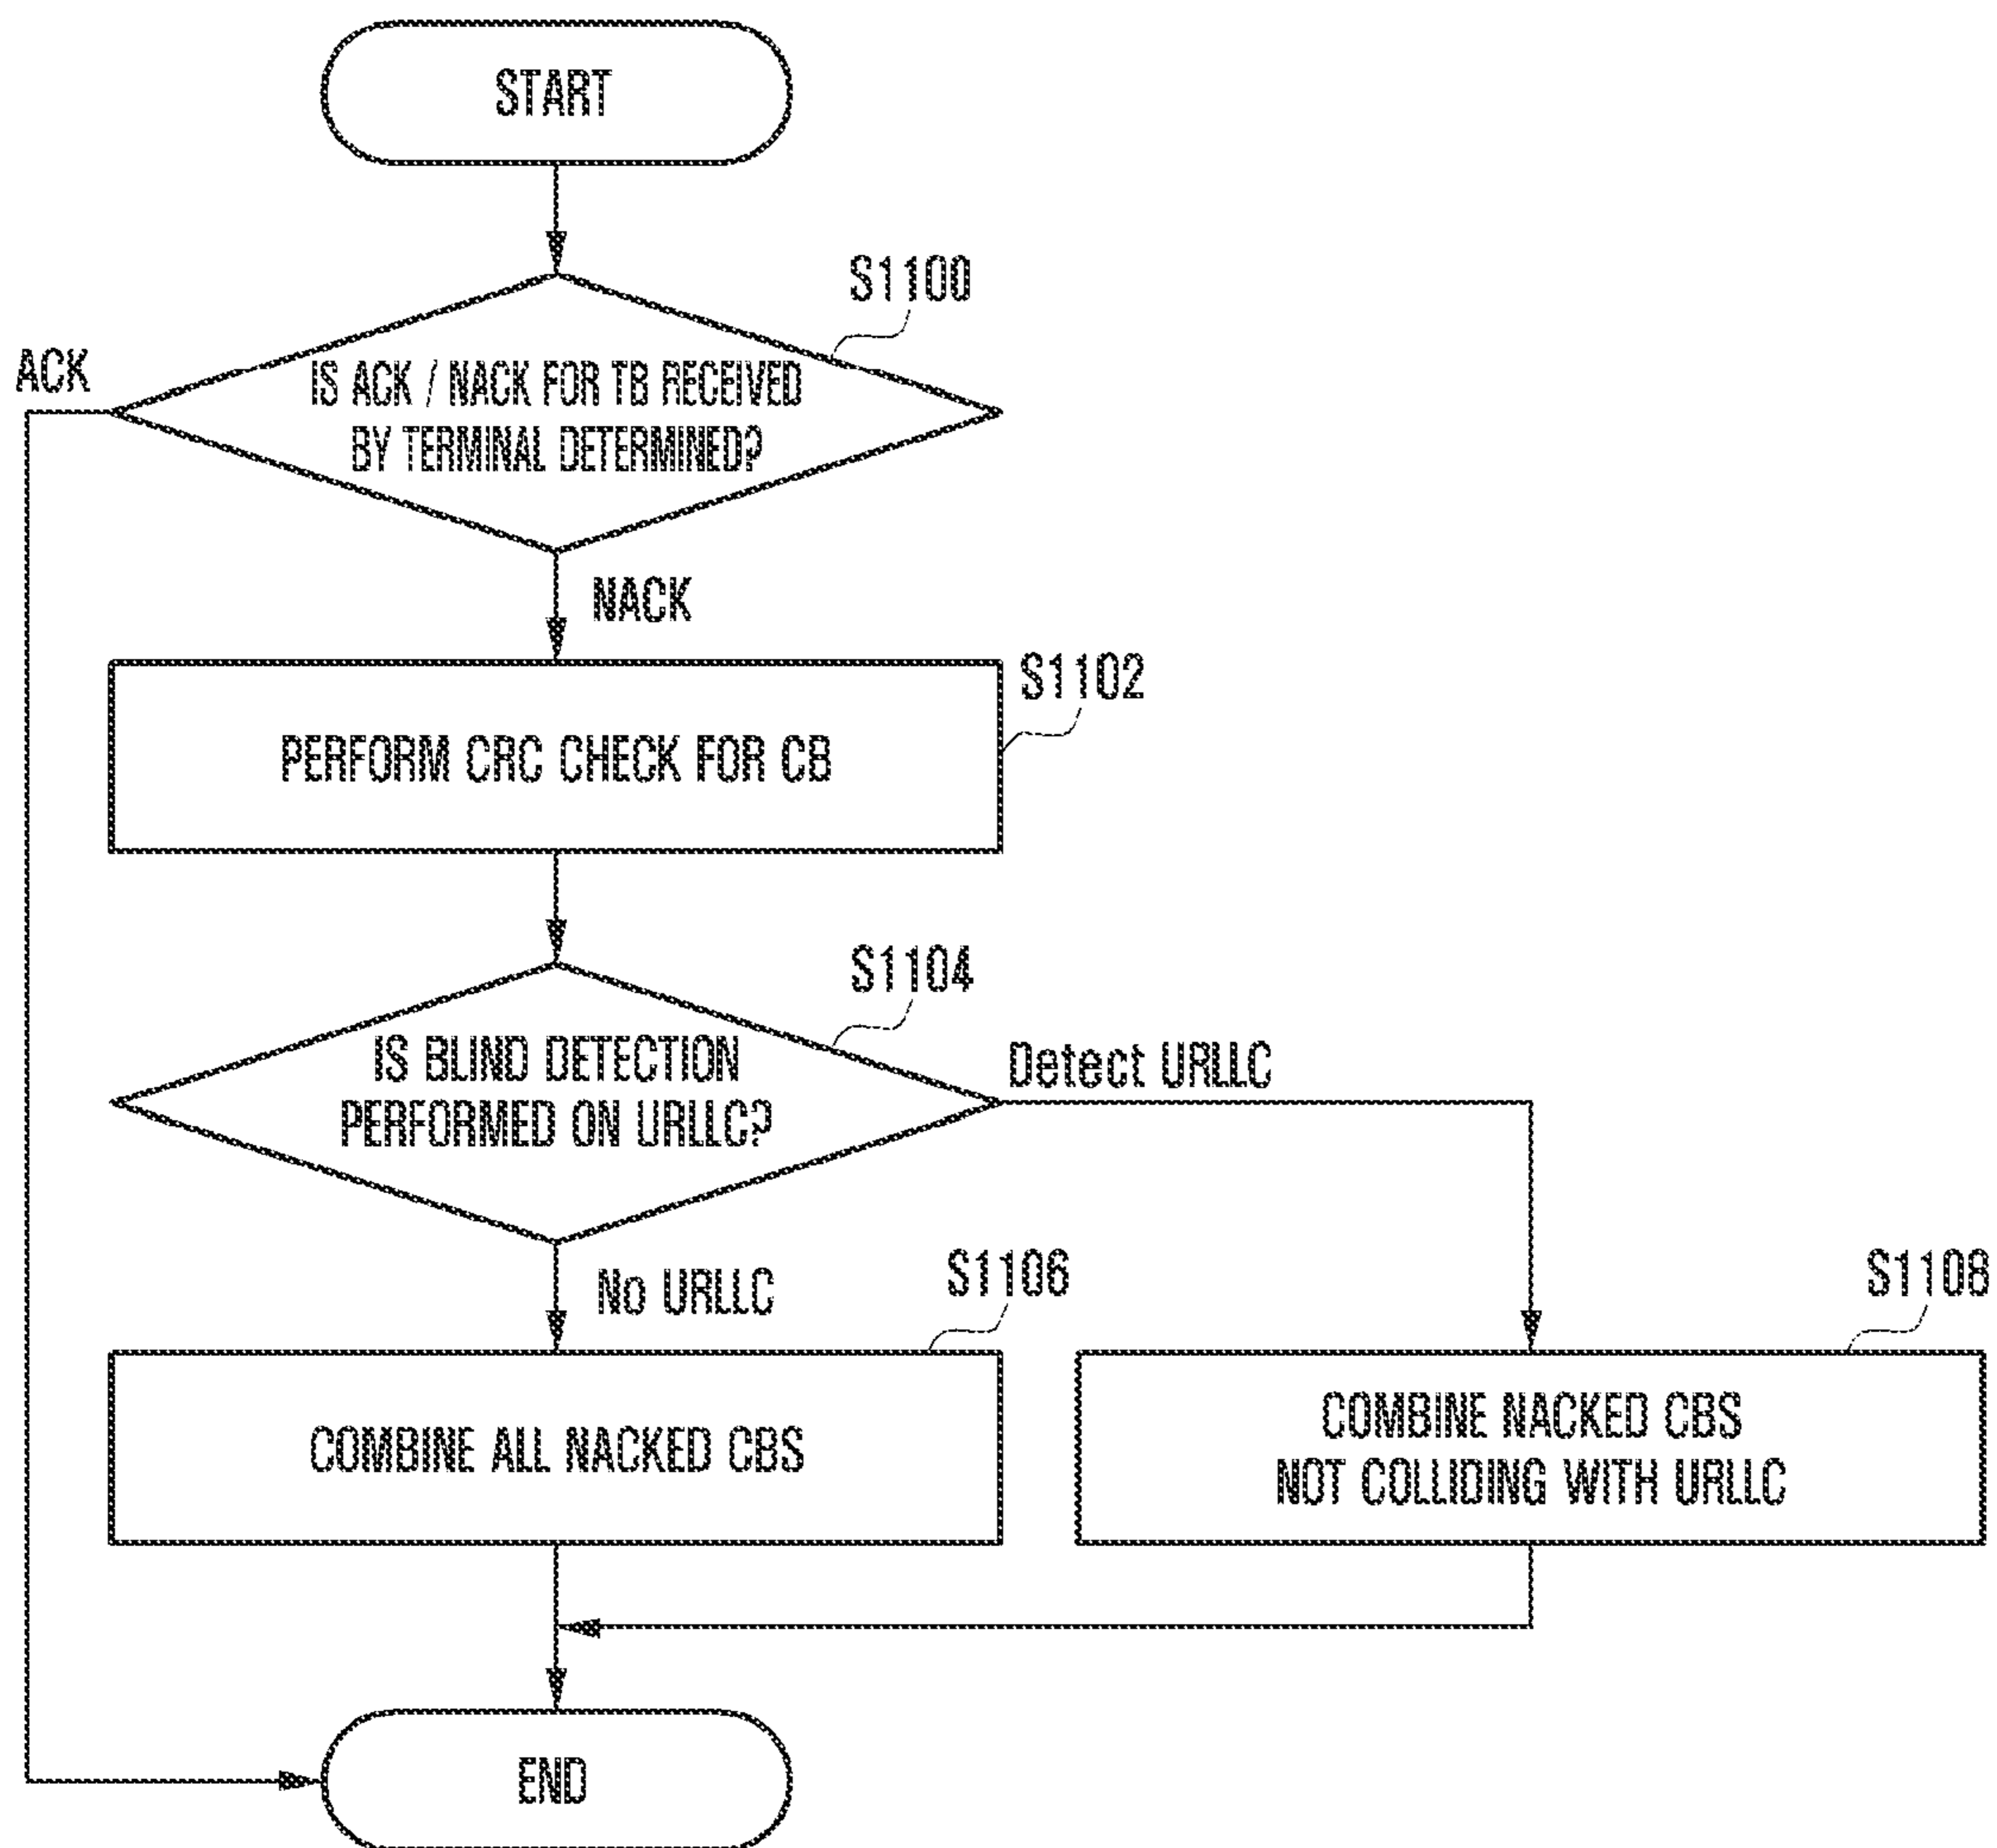 START
S1100
ACK
IS ACK / NACK FOR TB RECEIVED
BY TERMINAL DETERMINED?
NACK
S1102
PERFORM CRC CHECK FOR CB
S1104
IS BLIND DETECTION
PERFORMED ON URLLC?
Detect URLLC
No URLLC
S1106
S1108
COMBINE ALL NACKED CBS
COMBINE NACKED CBS
NOT COLLIDING WITH URLLC
END